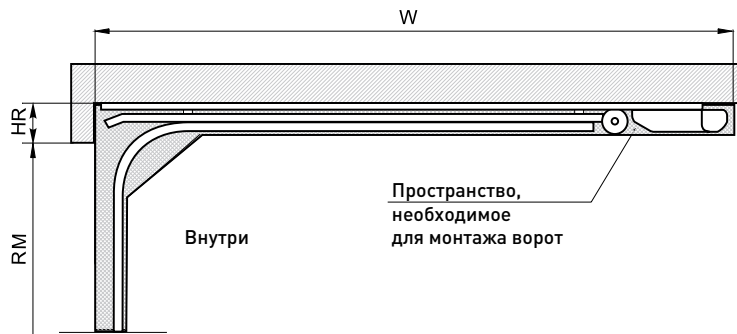 W
HR
RM
Пространство,
необходимое
для монтажа ворот
Внутри